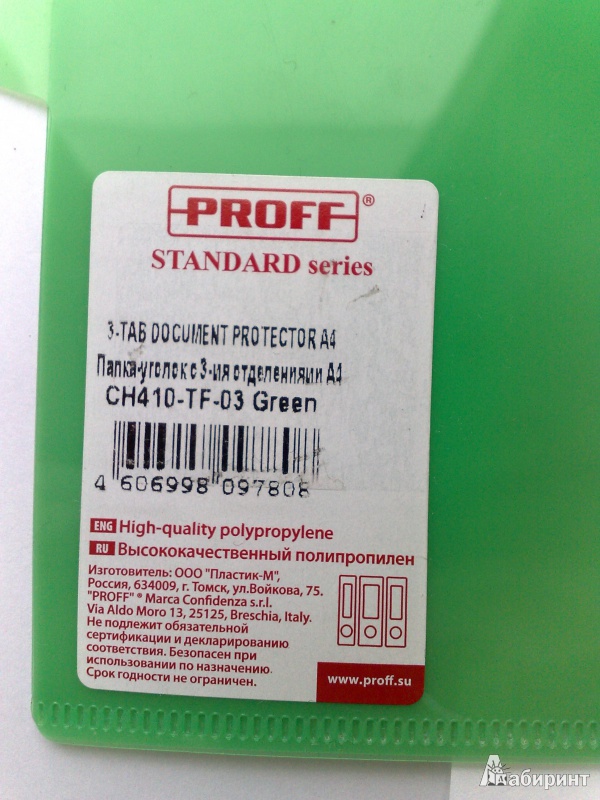 PROFF®
STANDARD series
3-TAB DOCUMENT PROTECTOR A4
Папка-уголок с 3-мя отделениями А4
CH410-TF-03 Green
4 606998 097808
ENG High-quality polypropylene
RU Высококачественный полипропилен
Изготовитель: ООО "Пластик-М",
Россия, 634009, г. Томск, ул.Войкова, 75.
"PROFF" ® Marca Confidenza s.r.l.
Via Aldo Moro 13, 25125, Breschia, Italy.
Не подлежит обязательной
сертификации и декларированию
соответствия. Безопасен при
использовании по назначению.
Срок годности не ограничен.
www.proff.su
Лабиринт